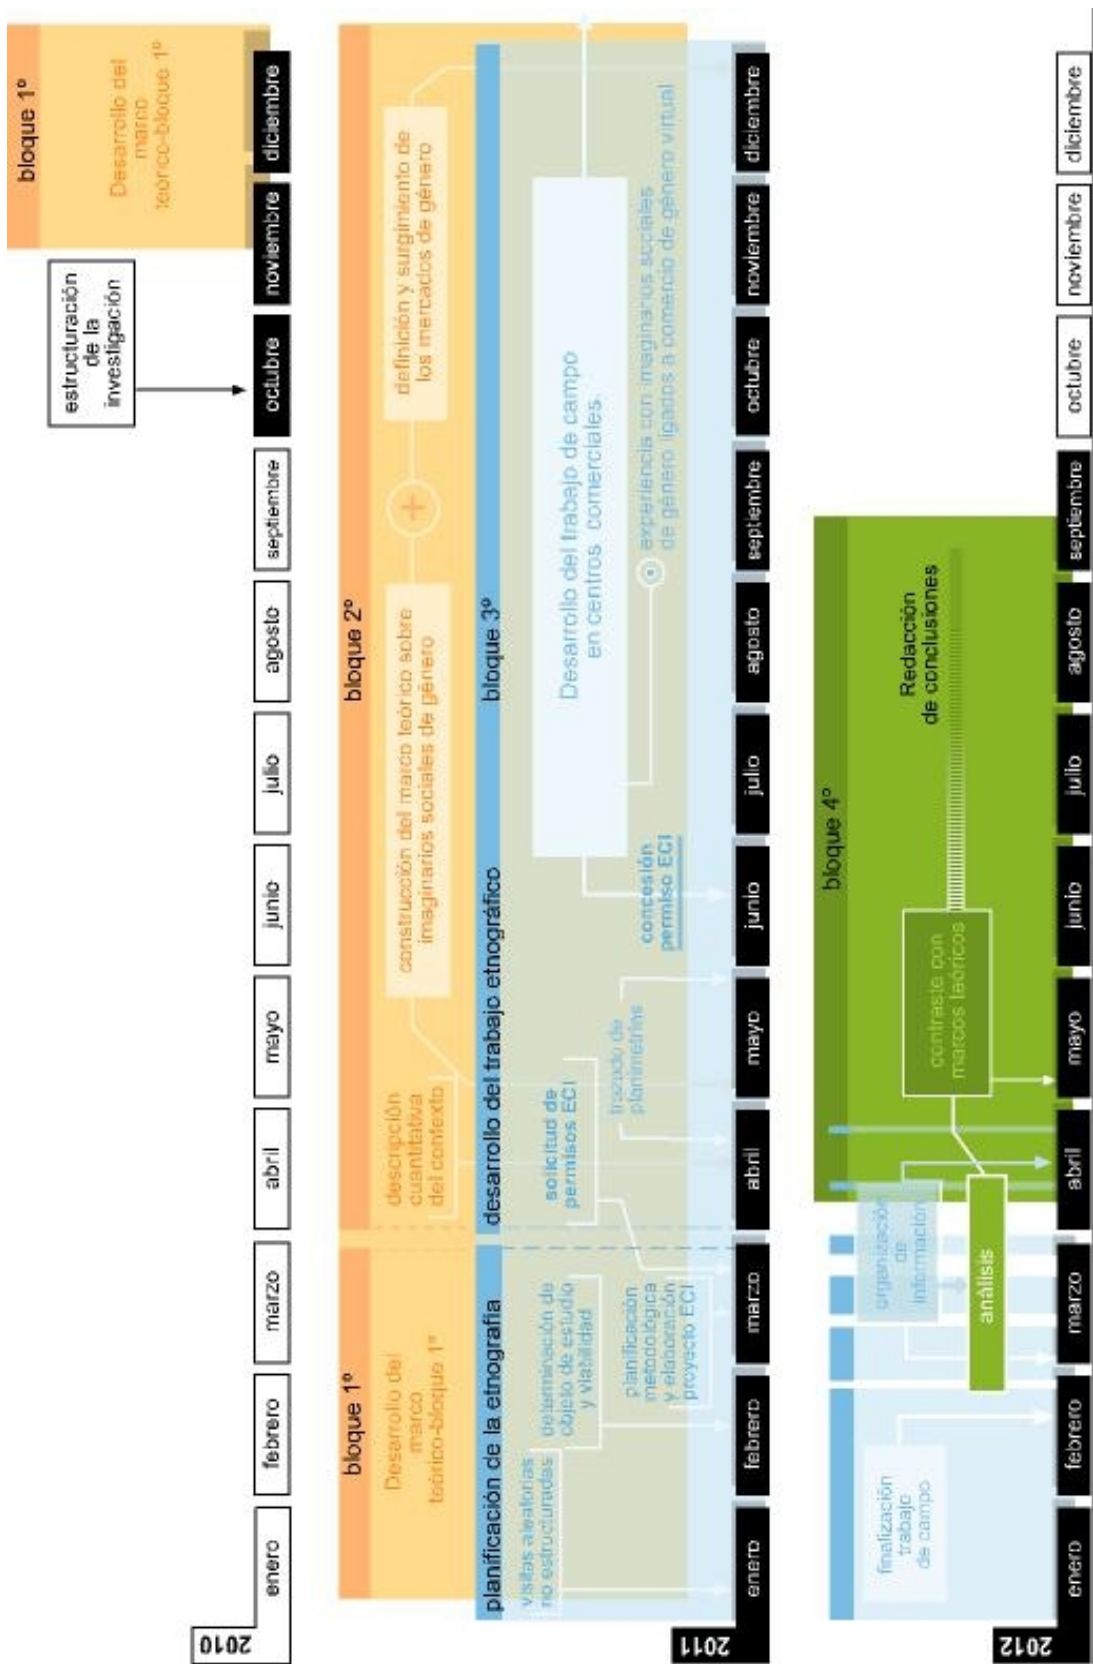 bloque 1º
Desarrollo del
marco
teórico-bloque 1º
estructuración
de la
investigación
2010
enero
febrero
marzo
abril
mayo
junio
julio
agosto
septiembre
octubre
noviembre
diciembre
bloque 1º
bloque 2º
Desarrollo del
marco
teórico-bloque 1º
descripción
cuantitativa
del contexto
construcción del marco teórico sobre
imaginarios sociales de género
definición y surgimiento de
los mercados de género
planificación de la etnografía
desarrollo del trabajo etnográfico
bloque 3º
visitas aleatorias
no estructuradas
determinación de
objeto de estudio
y viabilidad
planificación
metodológica
y elaboración
proyecto ECI
solicitud de
permisos ECI
trazado de
planimetrías
concesión
permiso ECI
Desarrollo del trabajo de campo
en centros comerciales.
experiencia con imaginarios sociales
de género ligados a comercio de género virtual
2011
enero
febrero
marzo
abril
mayo
junio
julio
agosto
septiembre
octubre
noviembre
diciembre
bloque 4º
finalización
trabajo
de campo
organización
de
información
análisis
contraste con
marcos teóricos
Redacción
de conclusiones
2012
enero
febrero
marzo
abril
mayo
junio
julio
agosto
septiembre
octubre
noviembre
diciembre